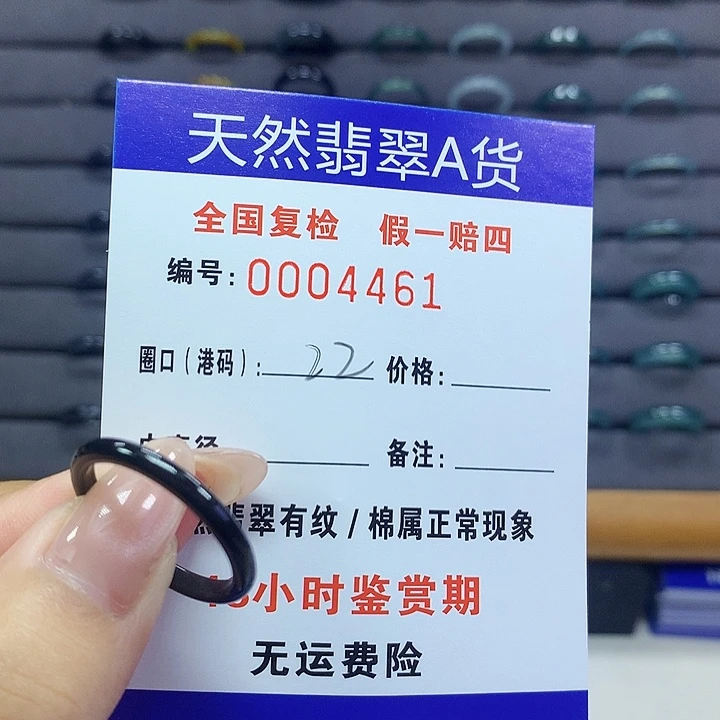 天然翡翠A货
全国复检 假一赔四
编号:0004461
圈口(港码):22 价格:
备注:
翡翠有纹/棉属正常现象
小时鉴赏期
无运费险